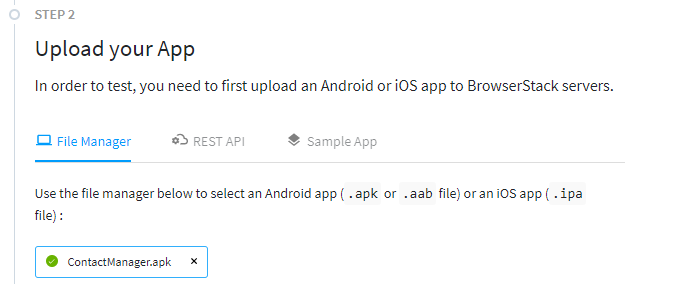 STEP 2
Upload your App
In order to test, you need to first upload an Android or iOS app to BrowserStack servers.
File Manager REST API Sample App
Use the file manager below to select an Android app ( .apk or .aab file) or an iOS app ( .ipa
file) :
ContactManager.apk ×